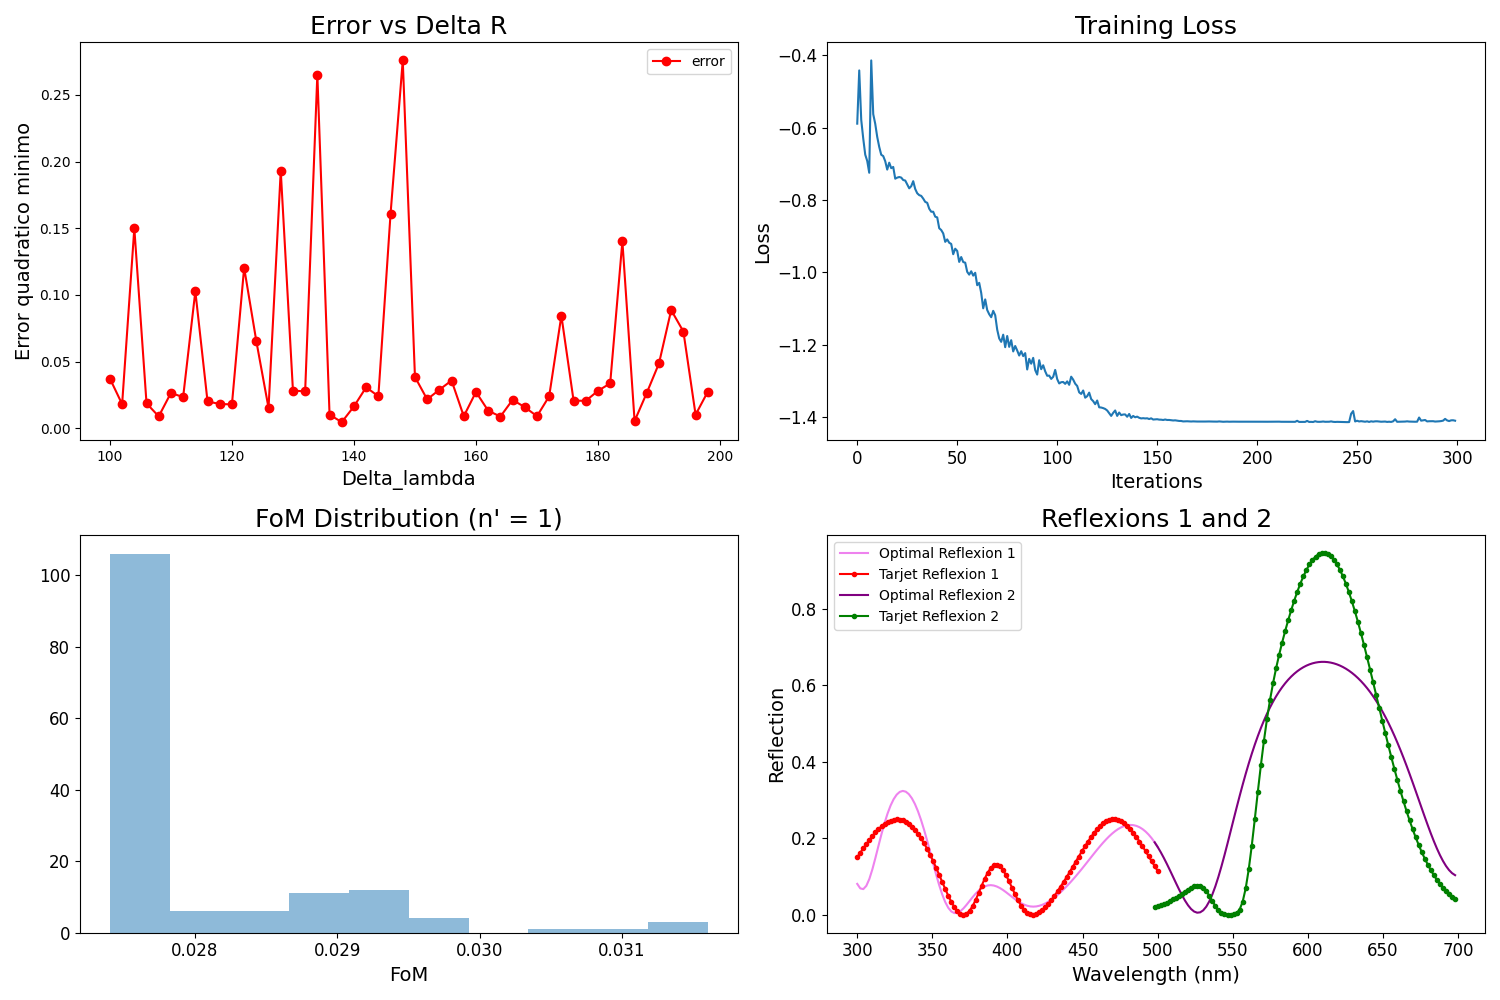 Error vs Delta R
error
Error quadratico minimo
0.25
0.20
0.15
0.10
0.05
0.00
100 120 140 160 180 200
Delta_lambda
Training Loss
Loss
−0.4
−0.6
−0.8
−1.0
−1.2
−1.4
0 50 100 150 200 250 300
Iterations
FoM Distribution (n' = 1)
100
80
60
40
20
0
0.028 0.029 0.030 0.031
FoM
Reflexions 1 and 2
Optimal Reflexion 1
Tarjet Reflexion 1
Optimal Reflexion 2
Tarjet Reflexion 2
Reflection
0.8
0.6
0.4
0.2
0.0
300 350 400 450 500 550 600 650 700
Wavelength (nm)